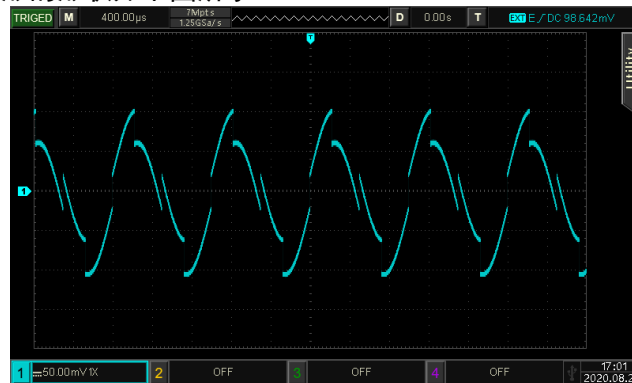 TRIGED M 400.00μs 7Mpts 1.25GSa/s D 0.00s T EXT E DC 98.642mV
T
Utility
1
1 50.00mV 1X 2 OFF 3 OFF 4 OFF 17:01
2020.08.2